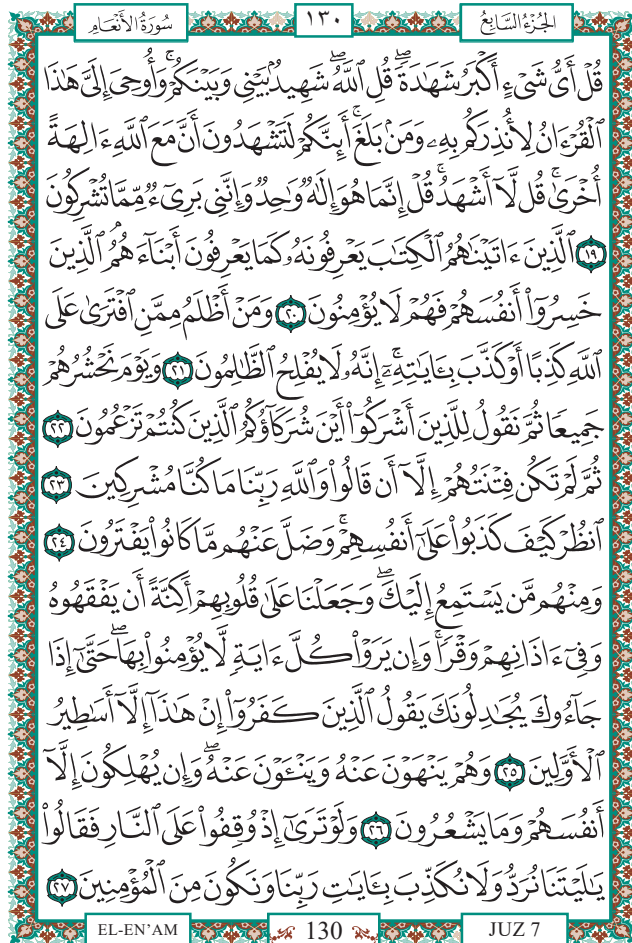 سُورَةُ الْأَنْعَامِ ١٣٠ الْجُزْءُ السَّابِعُ
قُلْ أَيُّ شَىْءٍ أَكْبَرُ شَهَٰدَةً ۖ قُلِ ٱللَّهُ ۖ شَهِيدٌۢ بَيْنِى وَبَيْنَكُمْ ۚ وَأُوحِىَ إِلَىَّ هَٰذَا
ٱلْقُرْءَانُ لِأُنذِرَكُم بِهِۦ وَمَنۢ بَلَغَ ۚ أَئِنَّكُمْ لَتَشْهَدُونَ أَنَّ مَعَ ٱللَّهِ ءَالِهَةً
أُخْرَىٰ ۚ قُل لَّآ أَشْهَدُ ۚ قُلْ إِنَّمَا هُوَ إِلَٰهٌ وَٰحِدٌ وَإِنَّنِى بَرِىٓءٌ مِّمَّا تُشْرِكُونَ
١٩ ٱلَّذِينَ ءَاتَيْنَٰهُمُ ٱلْكِتَٰبَ يَعْرِفُونَهُۥ كَمَا يَعْرِفُونَ أَبْنَآءَهُمُ ٱلَّذِينَ
خَسِرُوٓا۟ أَنفُسَهُمْ فَهُمْ لَا يُؤْمِنُونَ ٢٠ وَمَنْ أَظْلَمُ مِمَّنِ ٱفْتَرَىٰ عَلَى
ٱللَّهِ كَذِبًا أَوْ كَذَّبَ بِـَٔايَٰتِهِۦٓ ۗ إِنَّهُۥ لَا يُفْلِحُ ٱلظَّٰلِمُونَ ٢١ وَيَوْمَ نَحْشُرُهُمْ
جَمِيعًا ثُمَّ نَقُولُ لِلَّذِينَ أَشْرَكُوٓا۟ أَيْنَ شُرَكَآؤُكُمُ ٱلَّذِينَ كُنتُمْ تَزْعُمُونَ ٢٢
ثُمَّ لَمْ تَكُن فِتْنَتُهُمْ إِلَّآ أَن قَالُوا۟ وَٱللَّهِ رَبِّنَا مَا كُنَّا مُشْرِكِينَ ٢٣
ٱنظُرْ كَيْفَ كَذَبُوا۟ عَلَىٰٓ أَنفُسِهِمْ ۚ وَضَلَّ عَنْهُم مَّا كَانُوا۟ يَفْتَرُونَ ٢٤
وَمِنْهُم مَّن يَسْتَمِعُ إِلَيْكَ ۖ وَجَعَلْنَا عَلَىٰ قُلُوبِهِمْ أَكِنَّةً أَن يَفْقَهُوهُ
وَفِىٓ ءَاذَانِهِمْ وَقْرًا ۚ وَإِن يَرَوْا۟ كُلَّ ءَايَةٍ لَّا يُؤْمِنُوا۟ بِهَا ۖ حَتَّىٰٓ إِذَا
جَآءُوكَ يُجَٰدِلُونَكَ يَقُولُ ٱلَّذِينَ كَفَرُوٓا۟ إِنْ هَٰذَآ إِلَّآ أَسَٰطِيرُ
ٱلْأَوَّلِينَ ٢٥ وَهُمْ يَنْهَوْنَ عَنْهُ وَيَنْـَٔوْنَ عَنْهُ ۖ وَإِن يُهْلِكُونَ إِلَّآ
أَنفُسَهُمْ وَمَا يَشْعُرُونَ ٢٦ وَلَوْ تَرَىٰٓ إِذْ وُقِفُوا۟ عَلَى ٱلنَّارِ فَقَالُوا۟
يَٰلَيْتَنَا نُرَدُّ وَلَا نُكَذِّبَ بِـَٔايَٰتِ رَبِّنَا وَنَكُونَ مِنَ ٱلْمُؤْمِنِينَ ٢٧
EL-EN'AM 130 JUZ 7